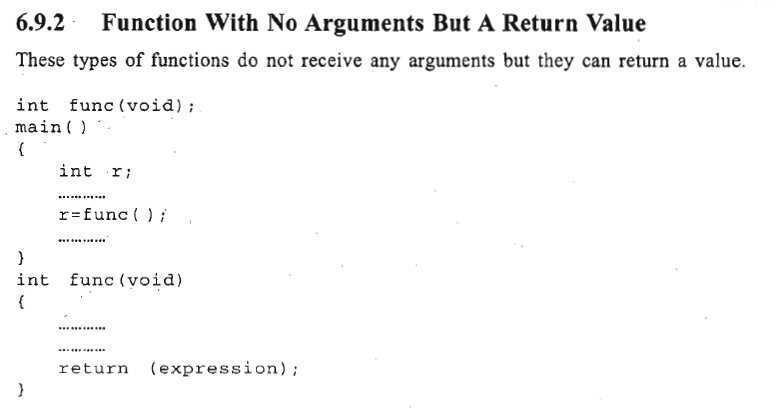 6.9.2 Function With No Arguments But A Return Value
These types of functions do not receive any arguments but they can return a value.
int func(void);
main( )
{
int r;
............
r=func( );
............
}
int func(void)
{
............
............
return (expression);
}